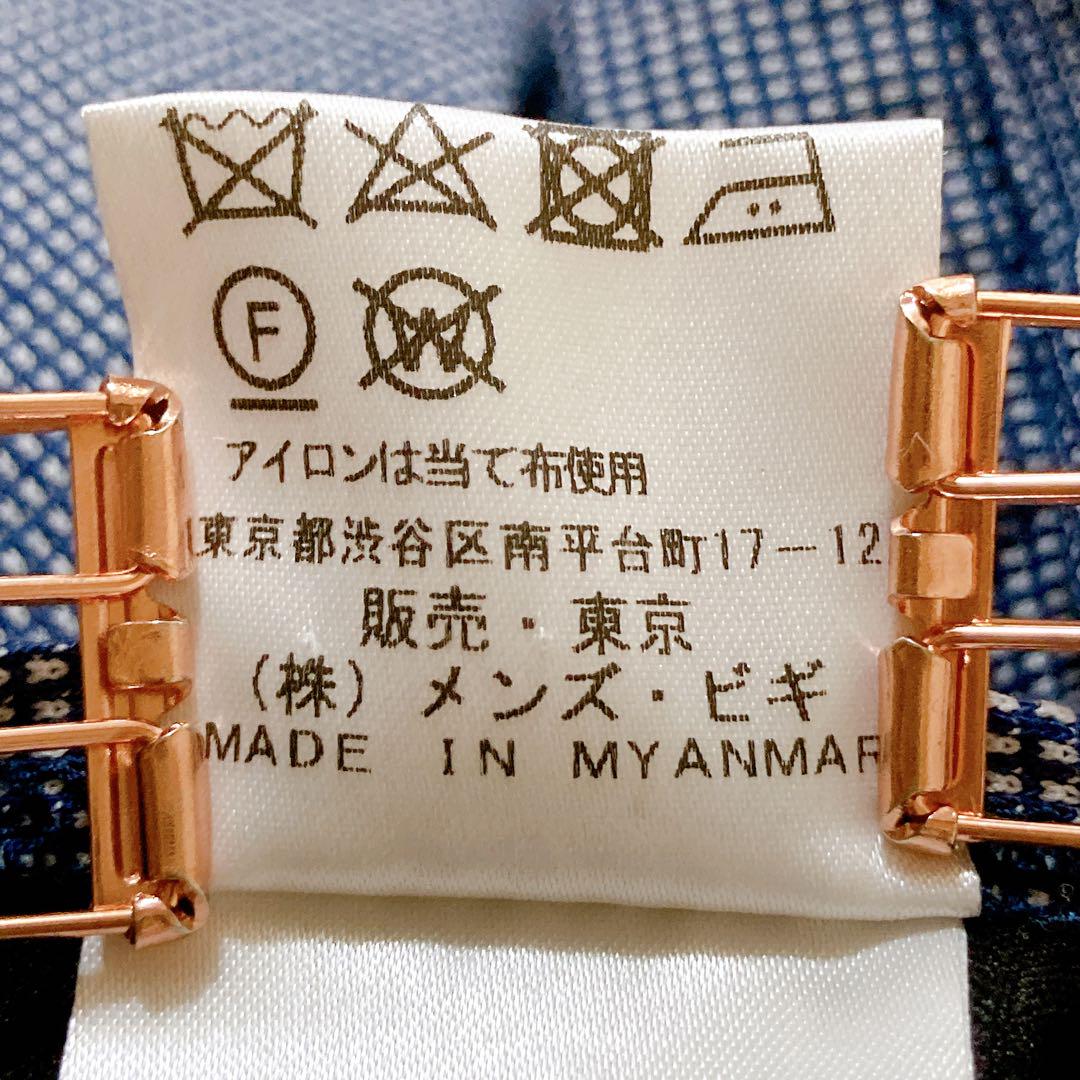 F W
アイロンは当て布使用
東京都渋谷区南平台町17-12
販売・東京
(株)メンズ・ビギ
MADE IN MYANMAR